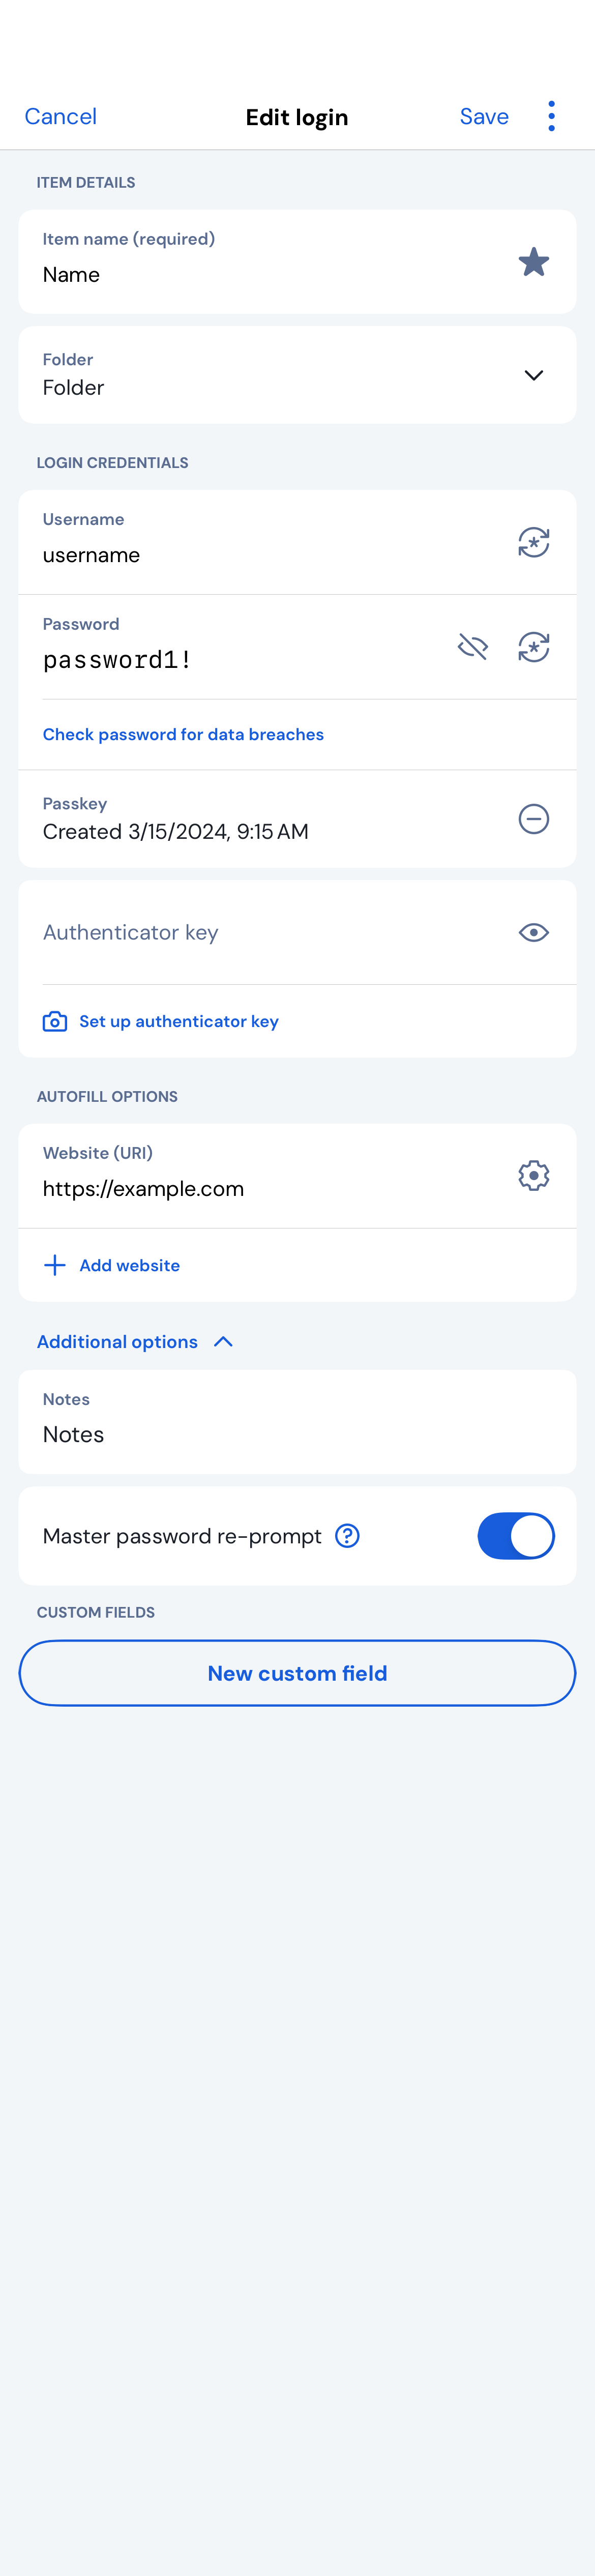 Cancel
Edit login
Save
ITEM DETAILS
Item name (required)
Name
Folder
Folder
LOGIN CREDENTIALS
Username
username
Password
password1!
Check password for data breaches
Passkey
Created 3/15/2024, 9:15 AM
Authenticator key
Set up authenticator key
AUTOFILL OPTIONS
Website (URI)
https://example.com
Add website
Additional options
Notes
Notes
Master password re-prompt
CUSTOM FIELDS
New custom field